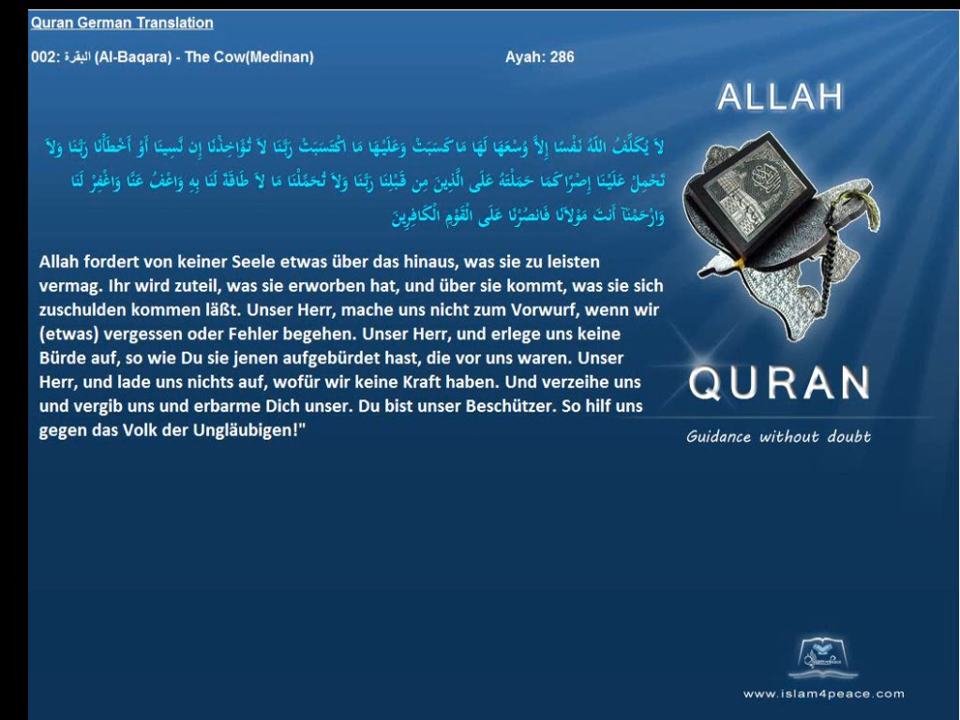 Quran German Translation
002: البقرة (Al-Baqara) - The Cow(Medinan)
Ayah: 286
ALLAH
لاَ يُكَلِّفُ اللّهُ نَفْسًا إِلاَّ وُسْعَهَا لَهَا مَا كَسَبَتْ وَعَلَيْهَا مَا اكْتَسَبَتْ رَبَّنَا لاَ تُؤَاخِذْنَا إِن نَّسِينَا أَوْ أَخْطَأْنَا رَبَّنَا وَلاَ
تَحْمِلْ عَلَيْنَا إِصْرًا كَمَا حَمَلْتَهُ عَلَى الَّذِينَ مِن قَبْلِنَا رَبَّنَا وَلاَ تُحَمِّلْنَا مَا لاَ طَاقَةَ لَنَا بِهِ وَاعْفُ عَنَّا وَاغْفِرْ لَنَا
وَارْحَمْنَآ أَنتَ مَوْلاَنَا فَانصُرْنَا عَلَى الْقَوْمِ الْكَافِرِينَ
Allah fordert von keiner Seele etwas über das hinaus, was sie zu leisten
vermag. Ihr wird zuteil, was sie erworben hat, und über sie kommt, was sie sich
zuschulden kommen läßt. Unser Herr, mache uns nicht zum Vorwurf, wenn wir
(etwas) vergessen oder Fehler begehen. Unser Herr, und erlege uns keine
Bürde auf, so wie Du sie jenen aufgebürdet hast, die vor uns waren. Unser
Herr, und lade uns nichts auf, wofür wir keine Kraft haben. Und verzeihe uns
und vergib uns und erbarme Dich unser. Du bist unser Beschützer. So hilf uns
gegen das Volk der Ungläubigen!"
QURAN
Guidance without doubt
www.islam4peace.com